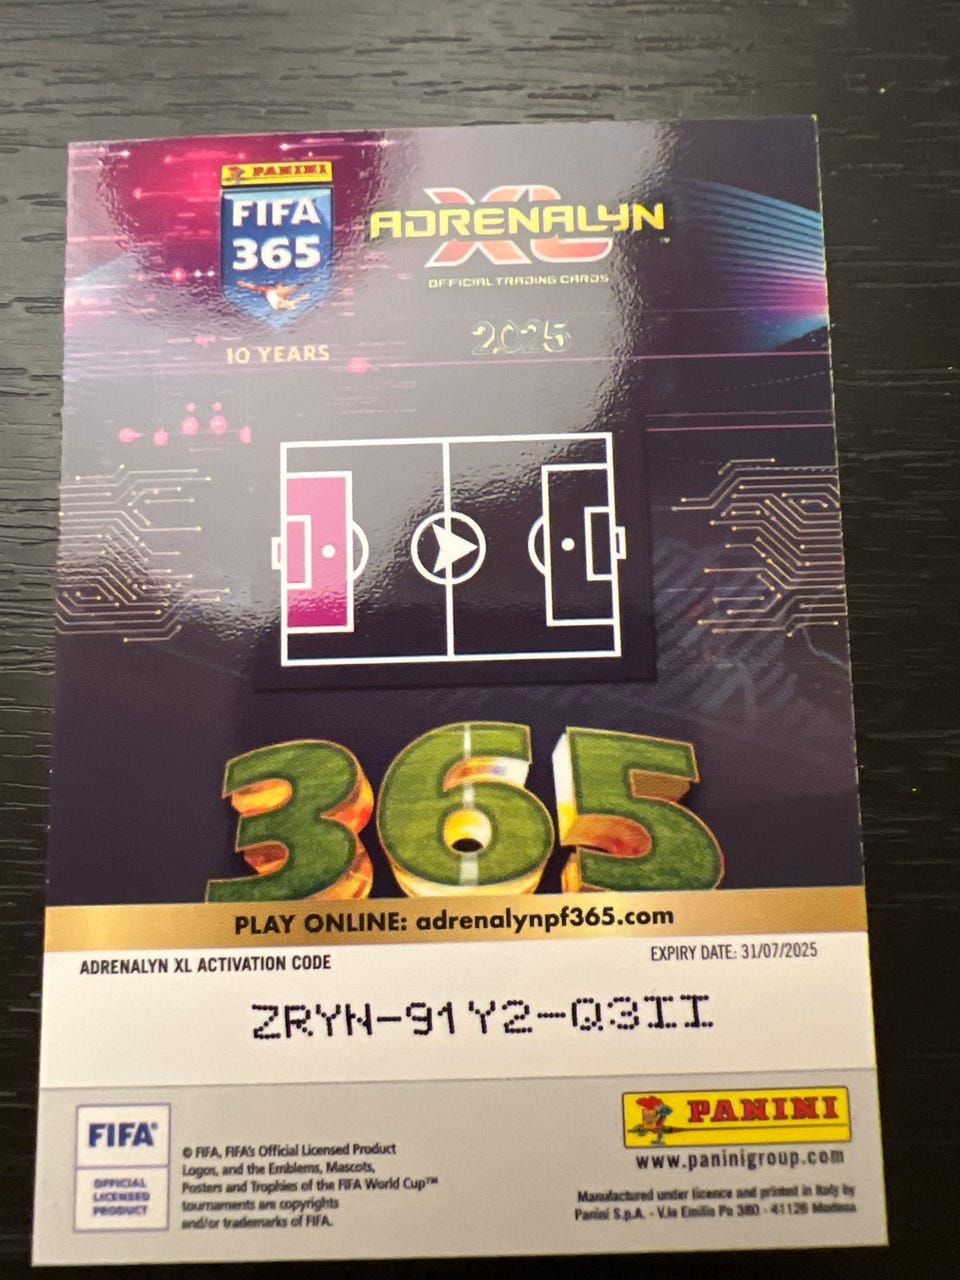 PANINI
FIFA
365
10 YEARS
ADRENALYN
XL
™
OFFICIAL TRADING CARDS
2025
365
PLAY ONLINE: adrenalynpf365.com
ADRENALYN XL ACTIVATION CODE
EXPIRY DATE: 31/07/2025
ZRYN-91Y2-Q3II
FIFA®
OFFICIAL
LICENSED
PRODUCT
© FIFA, FIFA's Official Licensed Product
Logos, and the Emblems, Mascots,
Posters and Trophies of the FIFA World Cup™
tournaments are copyrights
and/or trademarks of FIFA.
PANINI
www.paninigroup.com
Manufactured under licence and printed in Italy by
Panini S.p.A. - V.le Emilio Po 380 - 41126 Modena